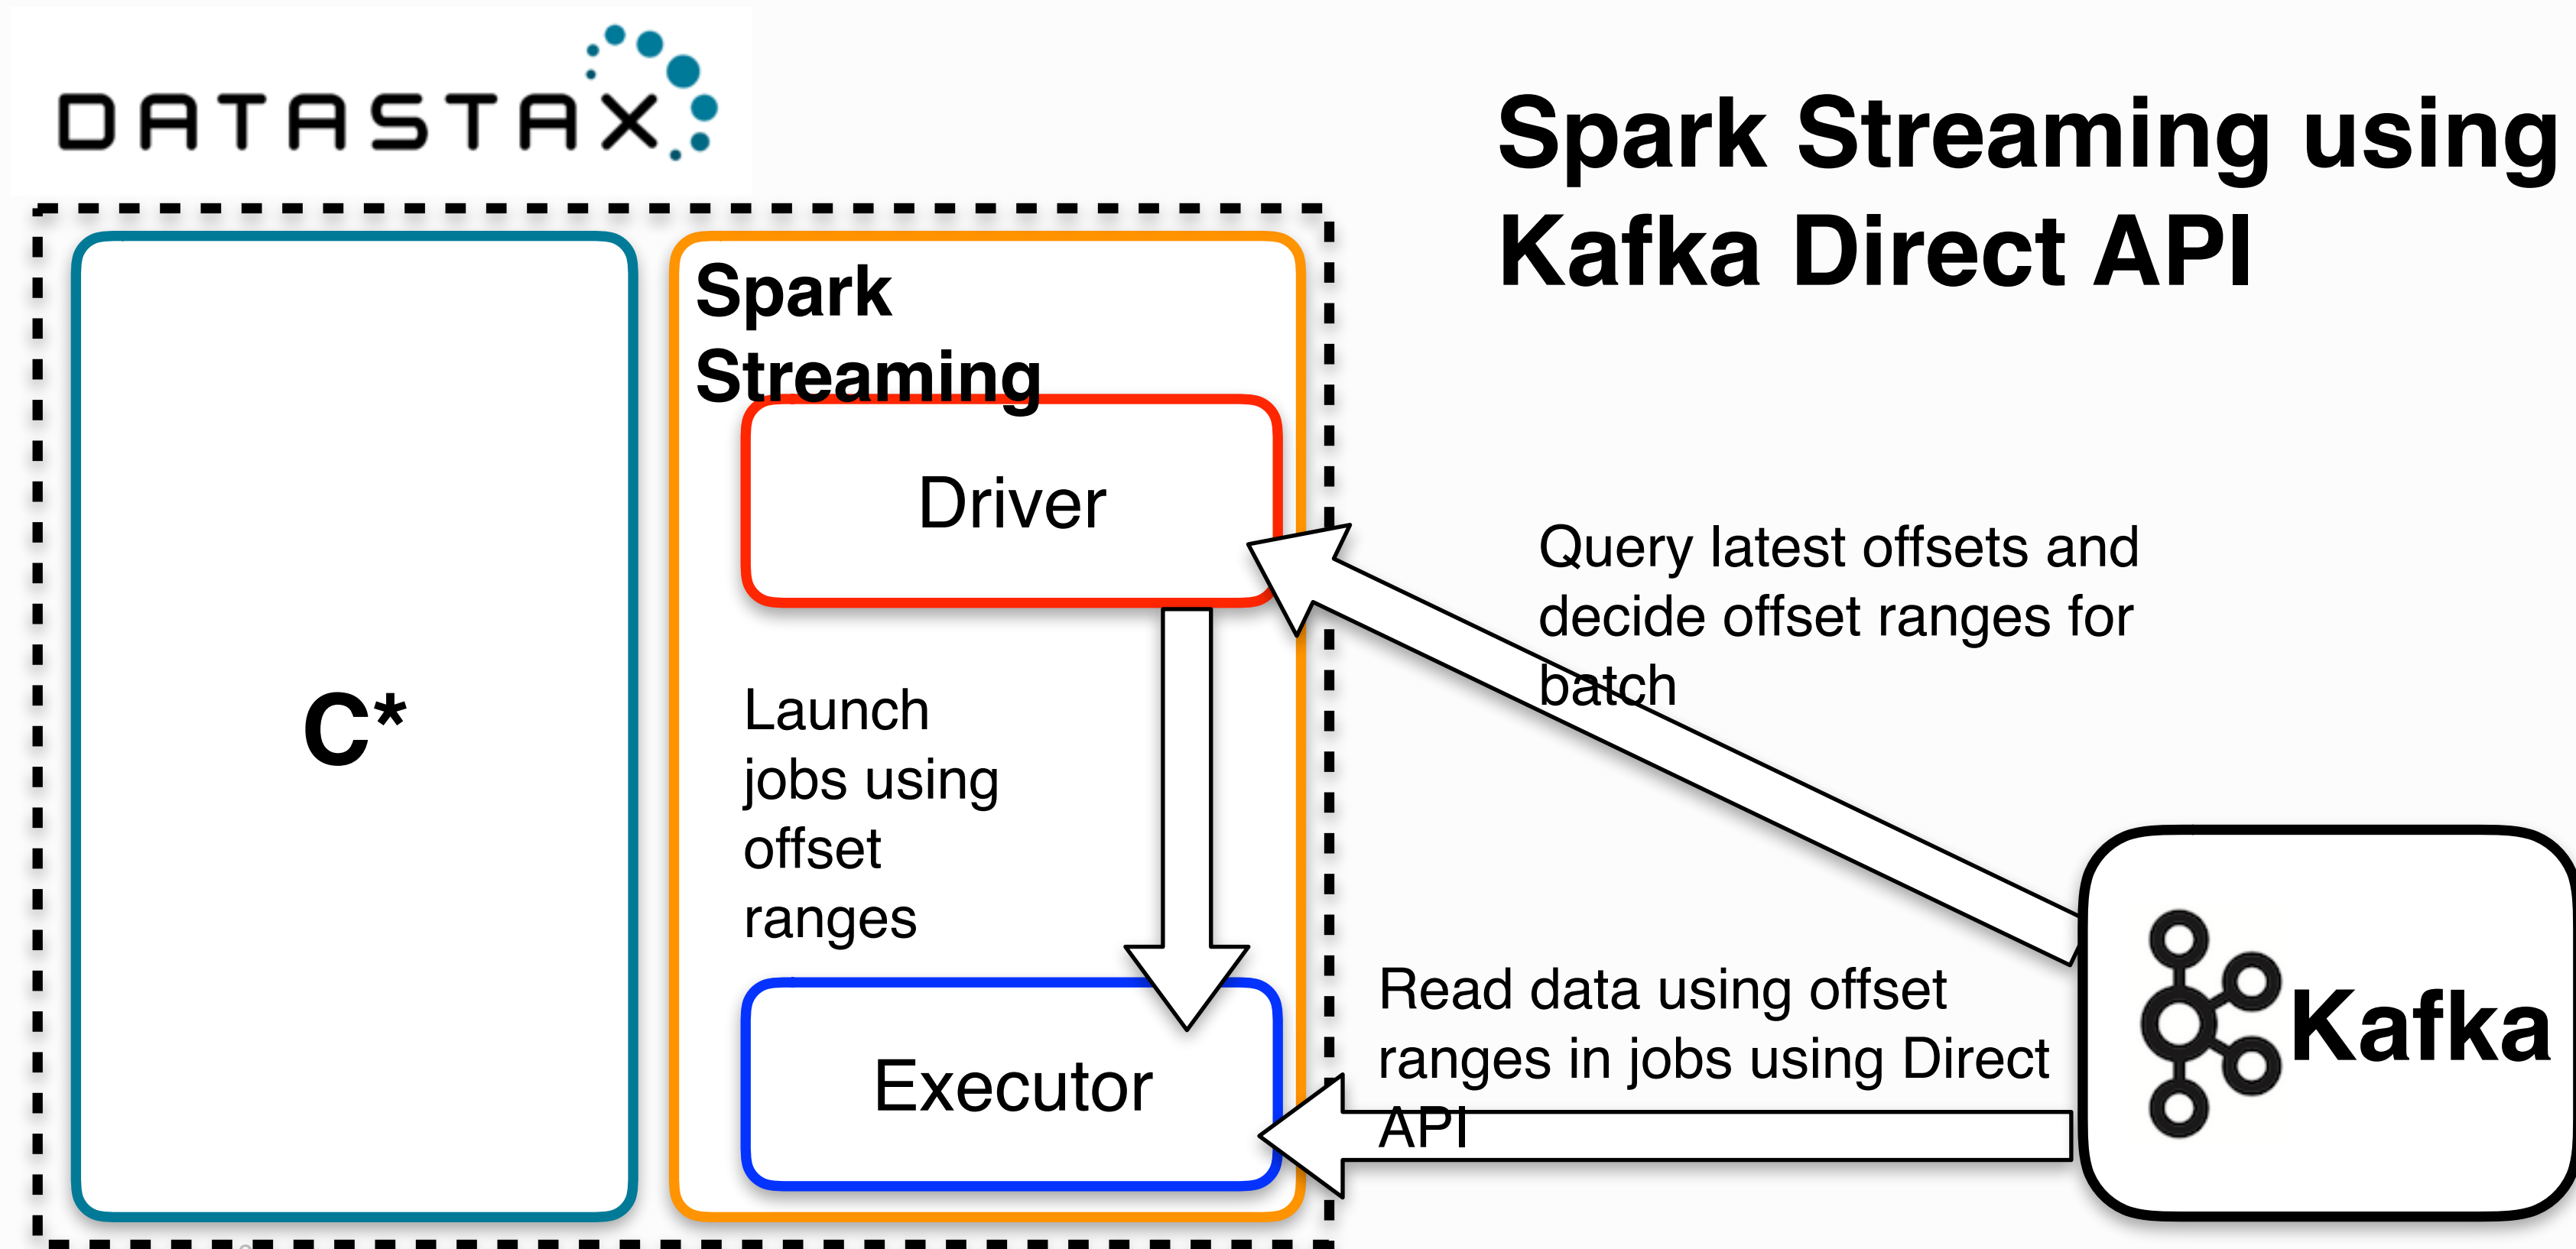 DATASTAX
Spark Streaming using
Kafka Direct API
Spark
Streaming
Driver
C*
Launch
jobs using
offset
ranges
Executor
Query latest offsets and
decide offset ranges for
batch
Read data using offset
ranges in jobs using Direct
API
Kafka